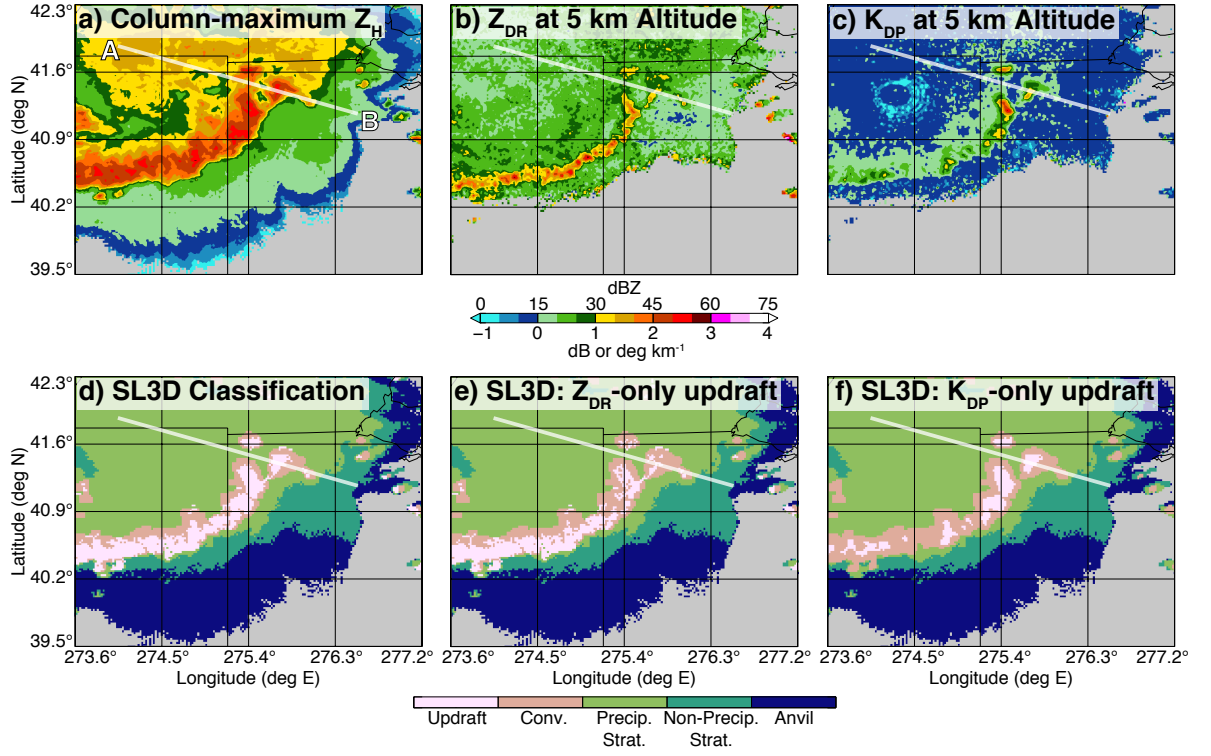 a) Column-maximum Z_H
b) Z_DR at 5 km Altitude
c) K_DP at 5 km Altitude
42.3°
41.6°
40.9°
40.2°
39.5°
Latitude (deg N)
A
B
dBZ
0 15 30 45 60 75
−1 0 1 2 3 4
dB or deg km⁻¹
d) SL3D Classification
e) SL3D: Z_DR-only updraft
f) SL3D: K_DP-only updraft
42.3°
41.6°
40.9°
40.2°
39.5°
Latitude (deg N)
273.6° 274.5° 275.4° 276.3° 277.2°
273.6° 274.5° 275.4° 276.3° 277.2°
273.6° 274.5° 275.4° 276.3° 277.2°
Longitude (deg E)
Longitude (deg E)
Longitude (deg E)
Updraft
Conv.
Precip.
Strat.
Non-Precip.
Strat.
Anvil